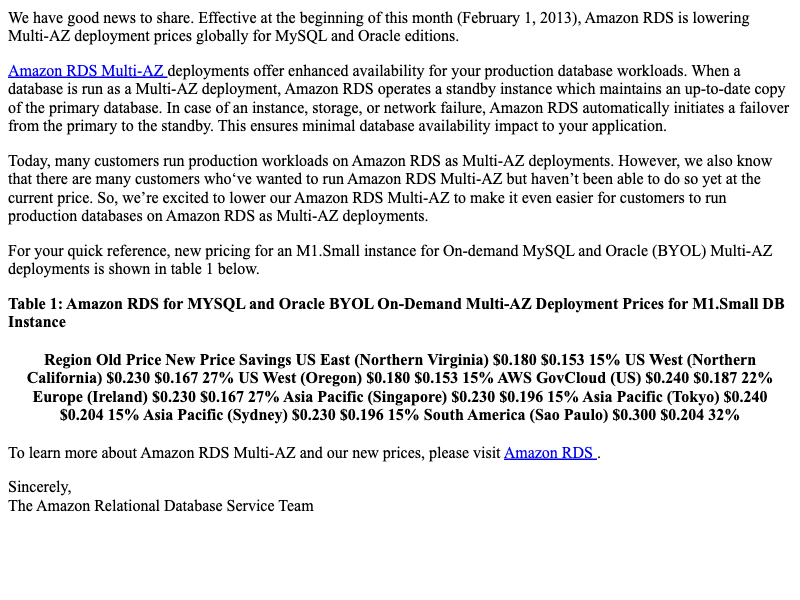 We have good news to share. Effective at the beginning of this month (February 1, 2013), Amazon RDS is lowering
Multi-AZ deployment prices globally for MySQL and Oracle editions.
Amazon RDS Multi-AZ deployments offer enhanced availability for your production database workloads. When a
database is run as a Multi-AZ deployment, Amazon RDS operates a standby instance which maintains an up-to-date copy
of the primary database. In case of an instance, storage, or network failure, Amazon RDS automatically initiates a failover
from the primary to the standby. This ensures minimal database availability impact to your application.
Today, many customers run production workloads on Amazon RDS as Multi-AZ deployments. However, we also know
that there are many customers who‘ve wanted to run Amazon RDS Multi-AZ but haven’t been able to do so yet at the
current price. So, we’re excited to lower our Amazon RDS Multi-AZ to make it even easier for customers to run
production databases on Amazon RDS as Multi-AZ deployments.
For your quick reference, new pricing for an M1.Small instance for On-demand MySQL and Oracle (BYOL) Multi-AZ
deployments is shown in table 1 below.
Table 1: Amazon RDS for MYSQL and Oracle BYOL On-Demand Multi-AZ Deployment Prices for M1.Small DB
Instance
Region Old Price New Price Savings US East (Northern Virginia) $0.180 $0.153 15% US West (Northern
California) $0.230 $0.167 27% US West (Oregon) $0.180 $0.153 15% AWS GovCloud (US) $0.240 $0.187 22%
Europe (Ireland) $0.230 $0.167 27% Asia Pacific (Singapore) $0.230 $0.196 15% Asia Pacific (Tokyo) $0.240
$0.204 15% Asia Pacific (Sydney) $0.230 $0.196 15% South America (Sao Paulo) $0.300 $0.204 32%
To learn more about Amazon RDS Multi-AZ and our new prices, please visit Amazon RDS .
Sincerely,
The Amazon Relational Database Service Team